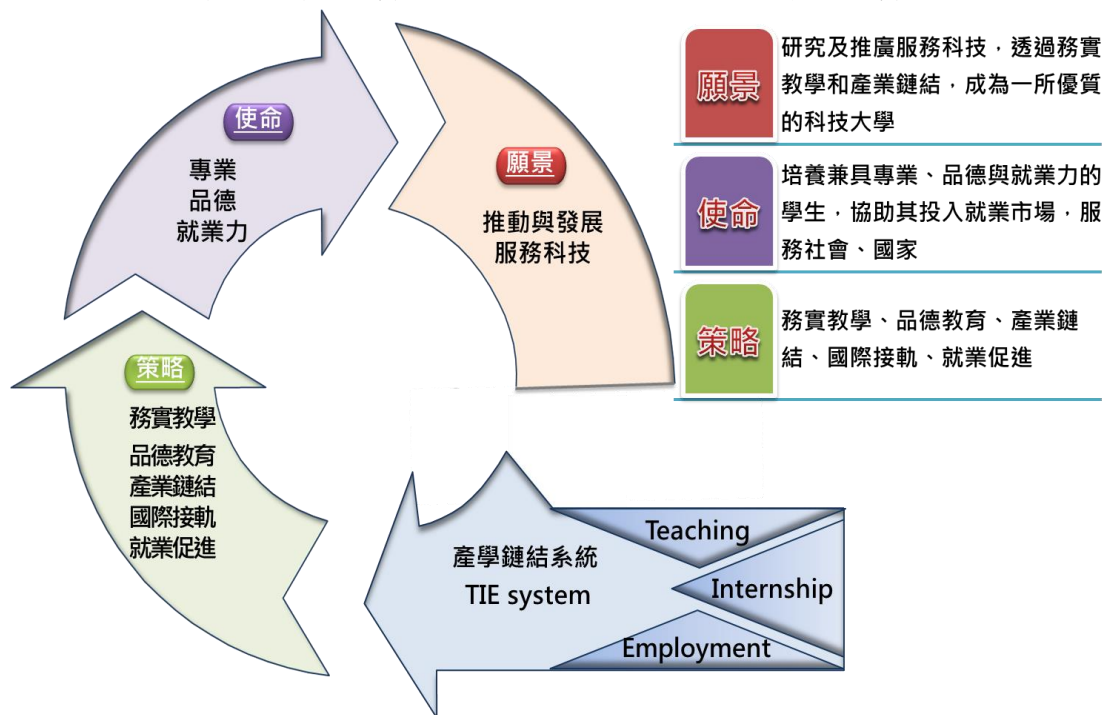 使命
專業
品德
就業力
願景
推動與發展
服務科技
策略
務實教學
品德教育
產業鏈結
國際接軌
就業促進
產學鏈結系統
TIE system
Teaching
Internship
Employment
願景
研究及推廣服務科技，透過務實
教學和產業鏈結，成為一所優質
的科技大學
使命
培養兼具專業、品德與就業力的
學生，協助其投入就業市場，服
務社會、國家
策略
務實教學、品德教育、產業鏈
結、國際接軌、就業促進